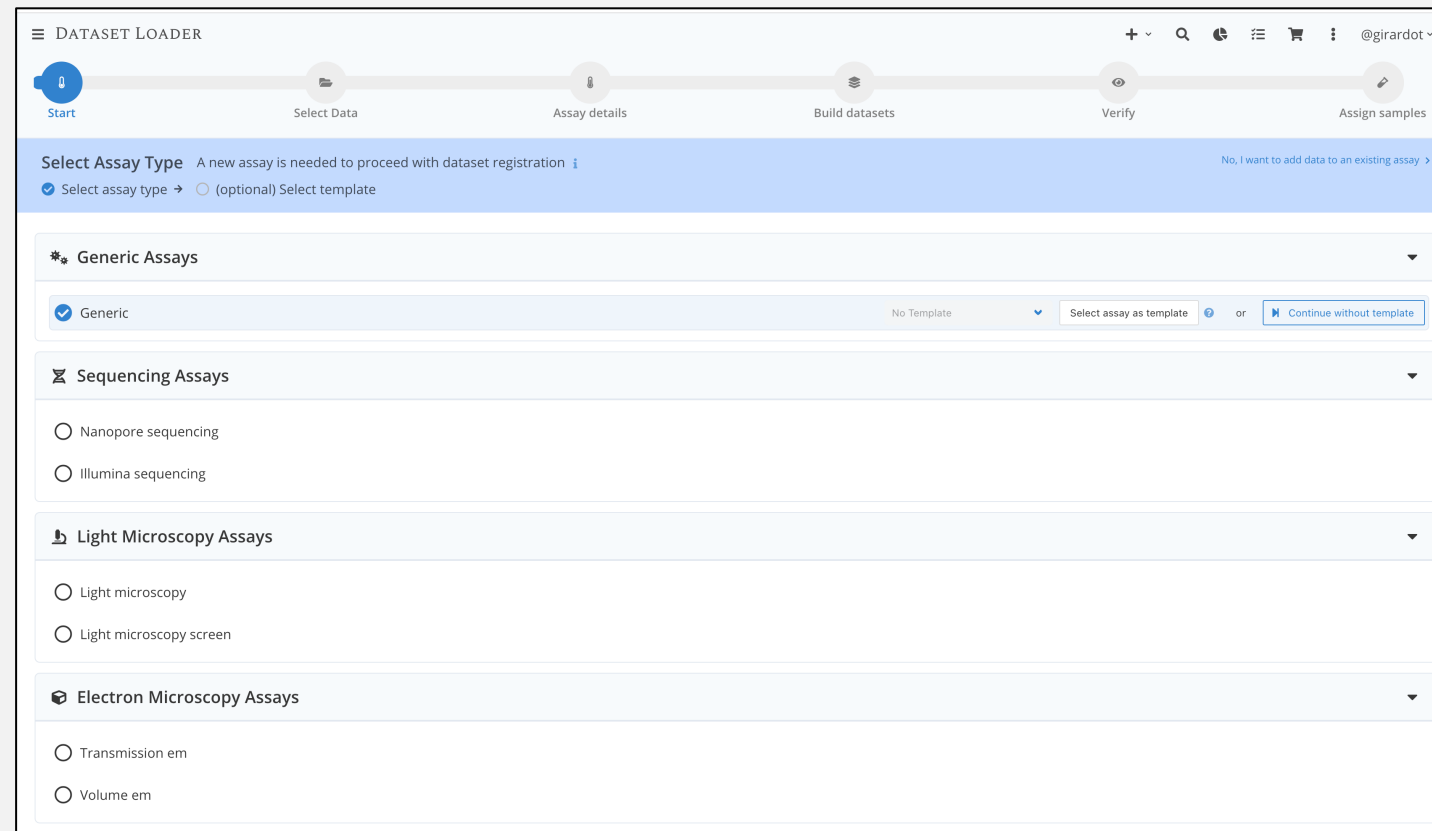 DATASET LOADER
@girardot
Start
Select Data
Assay details
Build datasets
Verify
Assign samples
Select Assay Type A new assay is needed to proceed with dataset registration
No, I want to add data to an existing assay
Select assay type → (optional) Select template
Generic Assays
Generic
No Template
Select assay as template
or
Continue without template
Sequencing Assays
Nanopore sequencing
Illumina sequencing
Light Microscopy Assays
Light microscopy
Light microscopy screen
Electron Microscopy Assays
Transmission em
Volume em